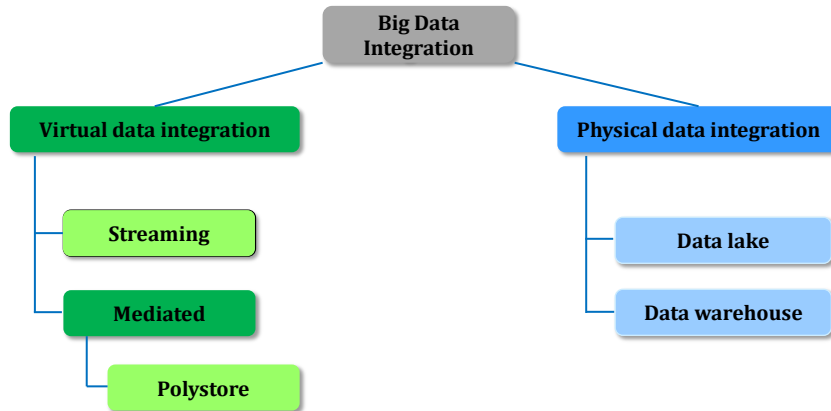 Big Data
Integration
Virtual data integration
Physical data integration
Streaming
Data lake
Mediated
Data warehouse
Polystore